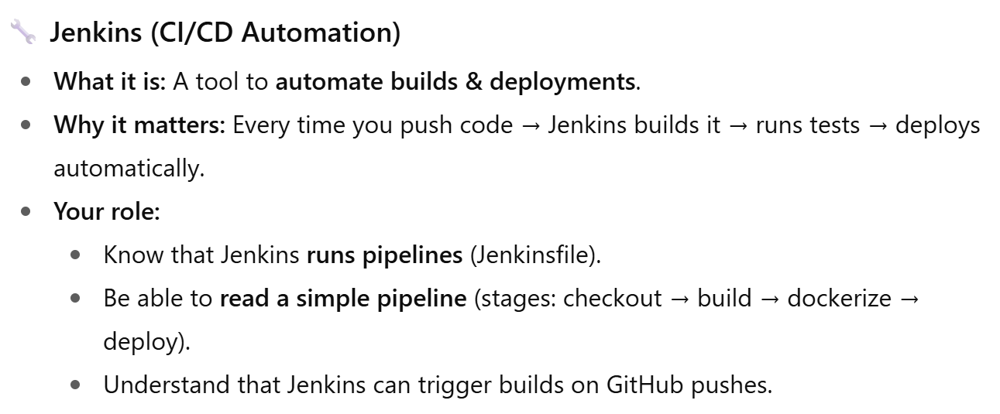 🔧 Jenkins (CI/CD Automation)
• What it is: A tool to automate builds & deployments.
• Why it matters: Every time you push code → Jenkins builds it → runs tests → deploys
automatically.
• Your role:
• Know that Jenkins runs pipelines (Jenkinsfile).
• Be able to read a simple pipeline (stages: checkout → build → dockerize →
deploy).
• Understand that Jenkins can trigger builds on GitHub pushes.